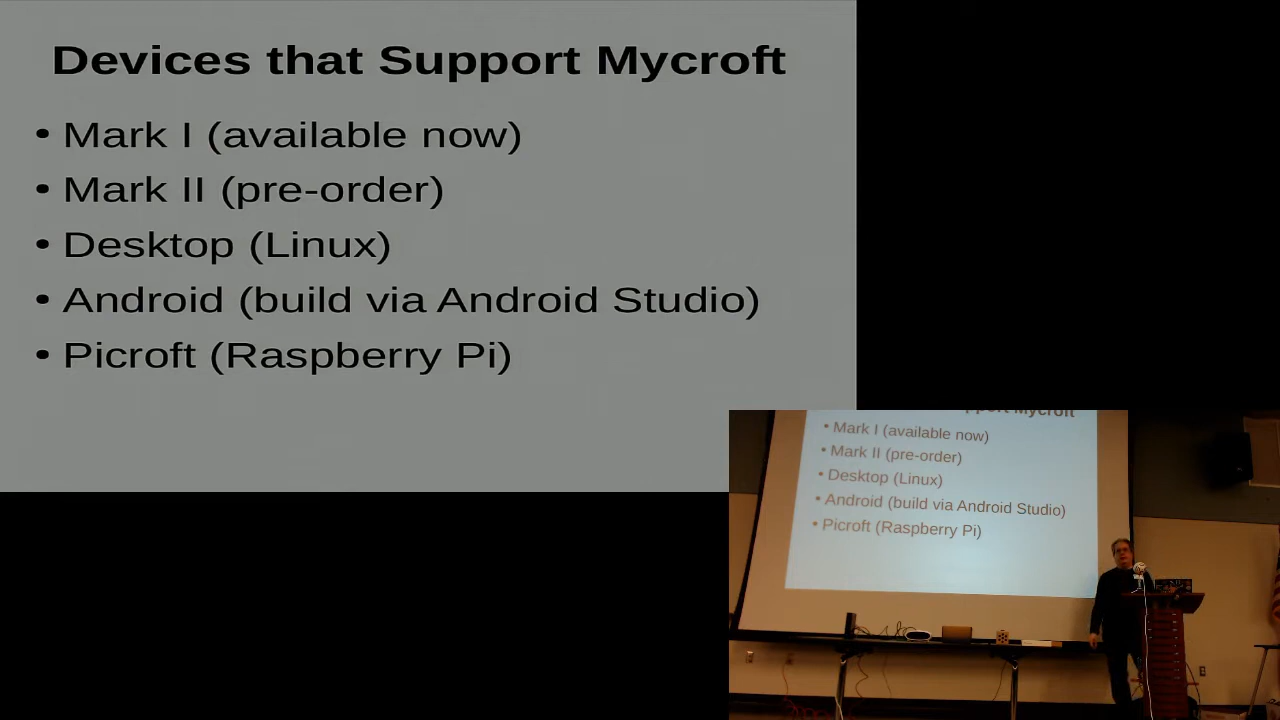 Devices that Support Mycroft
• Mark I (available now)
• Mark II (pre-order)
• Desktop (Linux)
• Android (build via Android Studio)
• Picroft (Raspberry Pi)
Mycroft
• Mark I (available now)
• Mark II (pre-order)
• Desktop (Linux)
• Android (build via Android Studio)
• Picroft (Raspberry Pi)